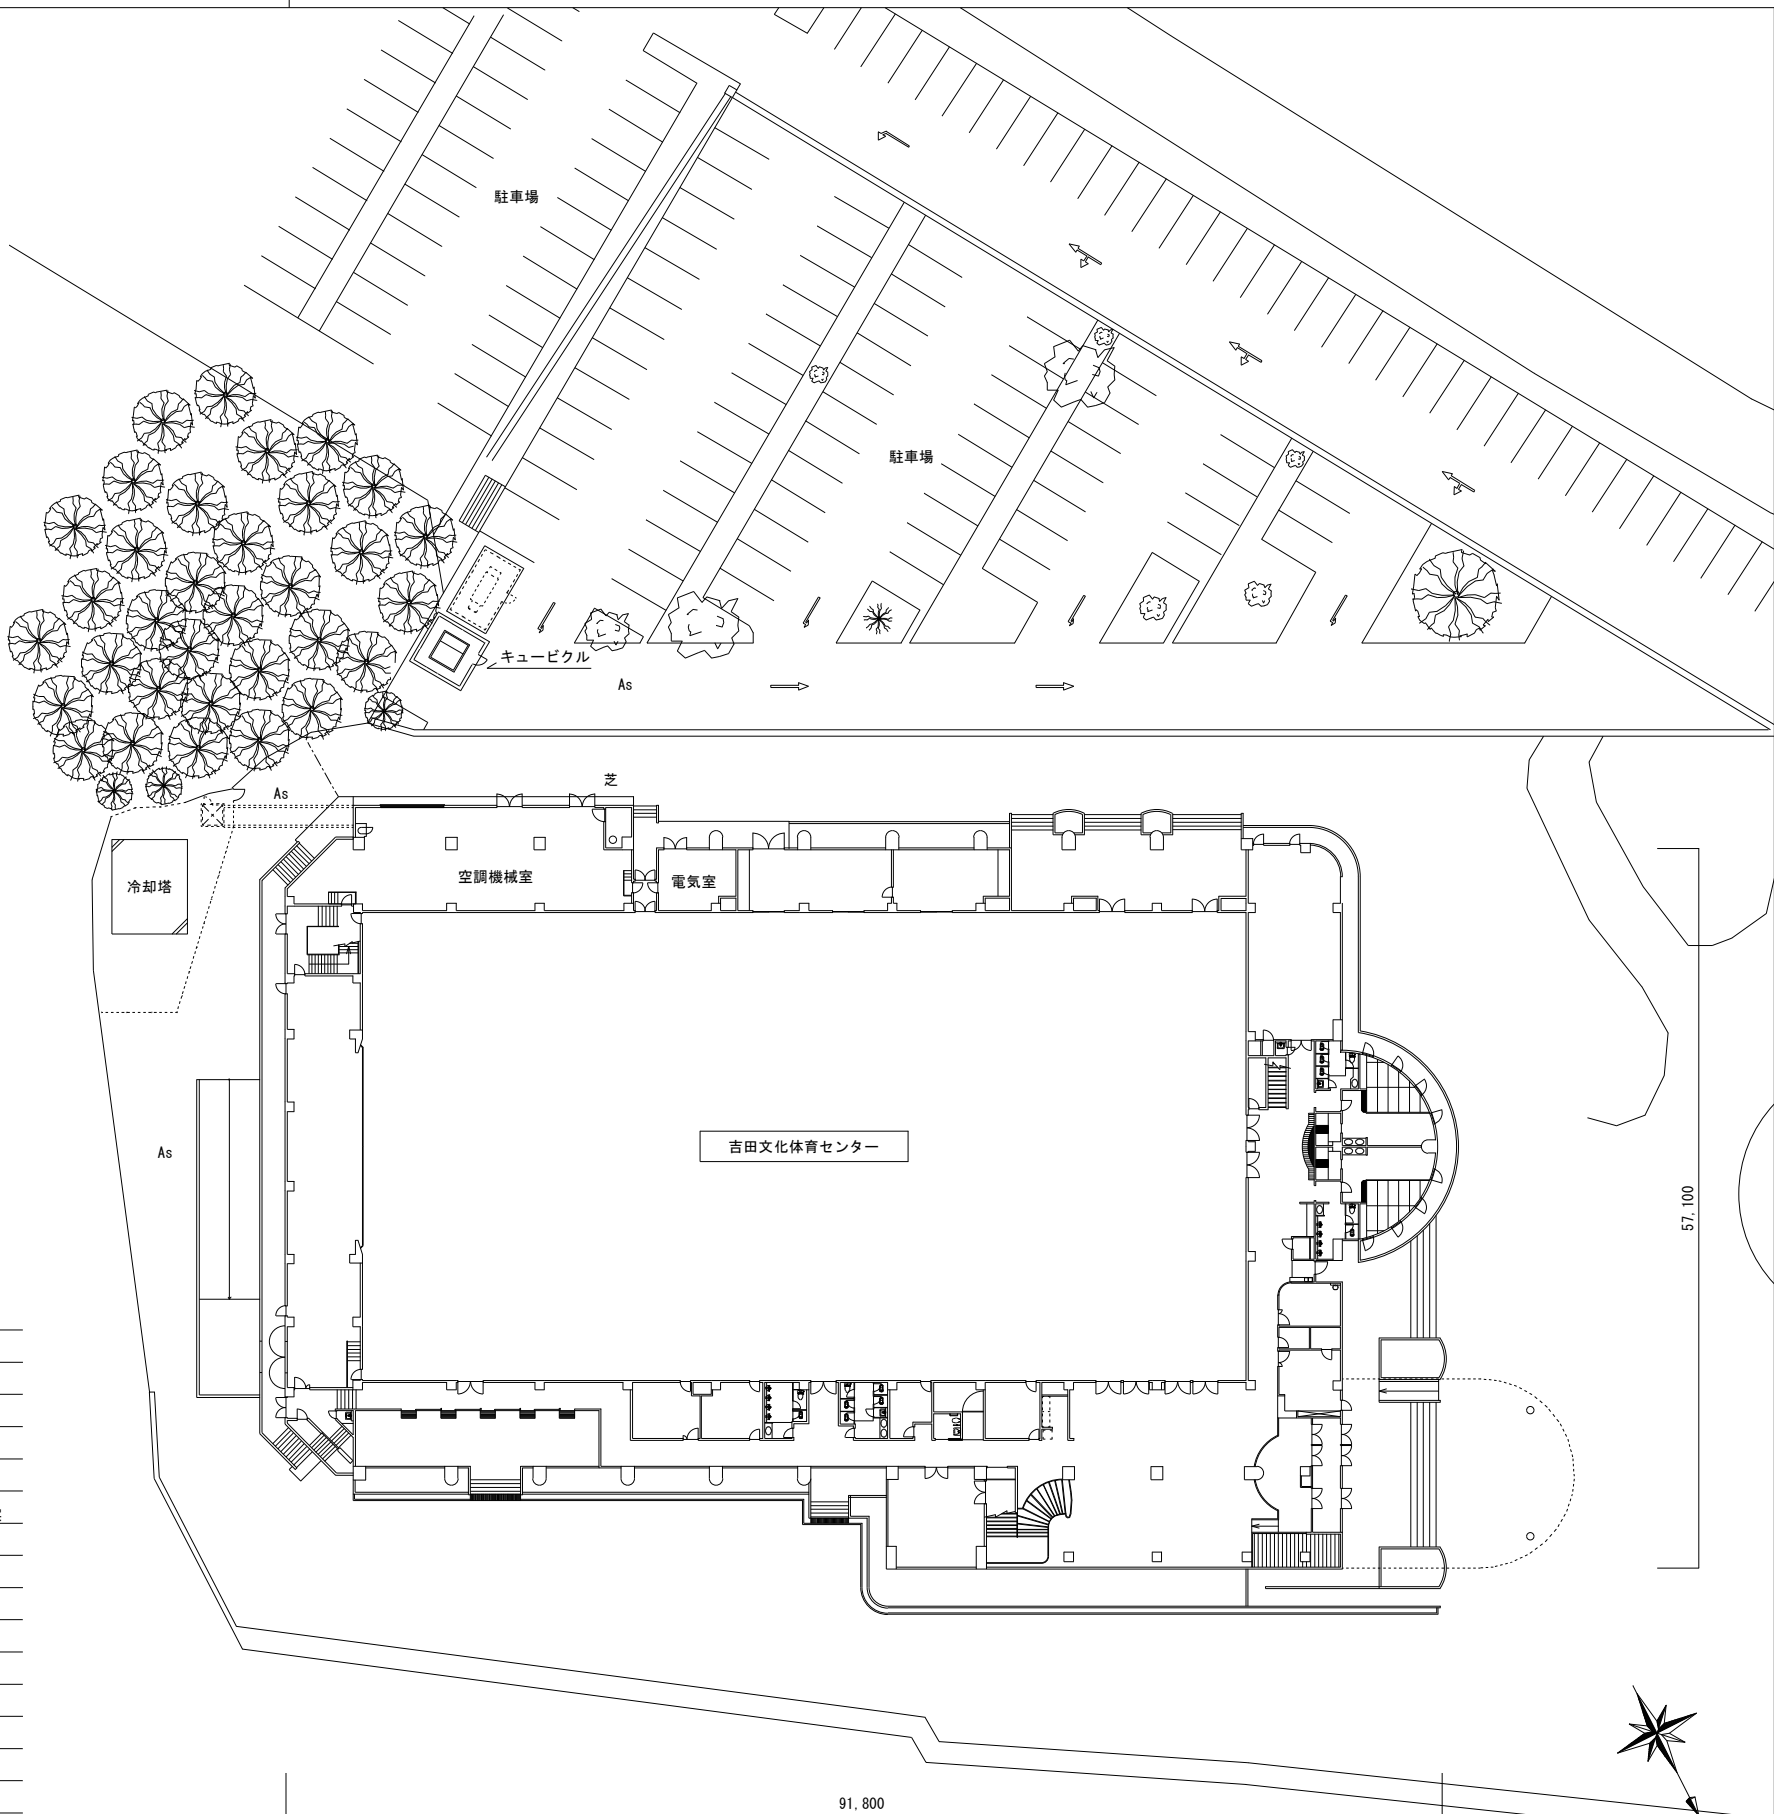 駐車場
駐車場
キュービクル
As
芝
As
空調機械室
電気室
冷却塔
吉田文化体育センター
As
57,100
91,800